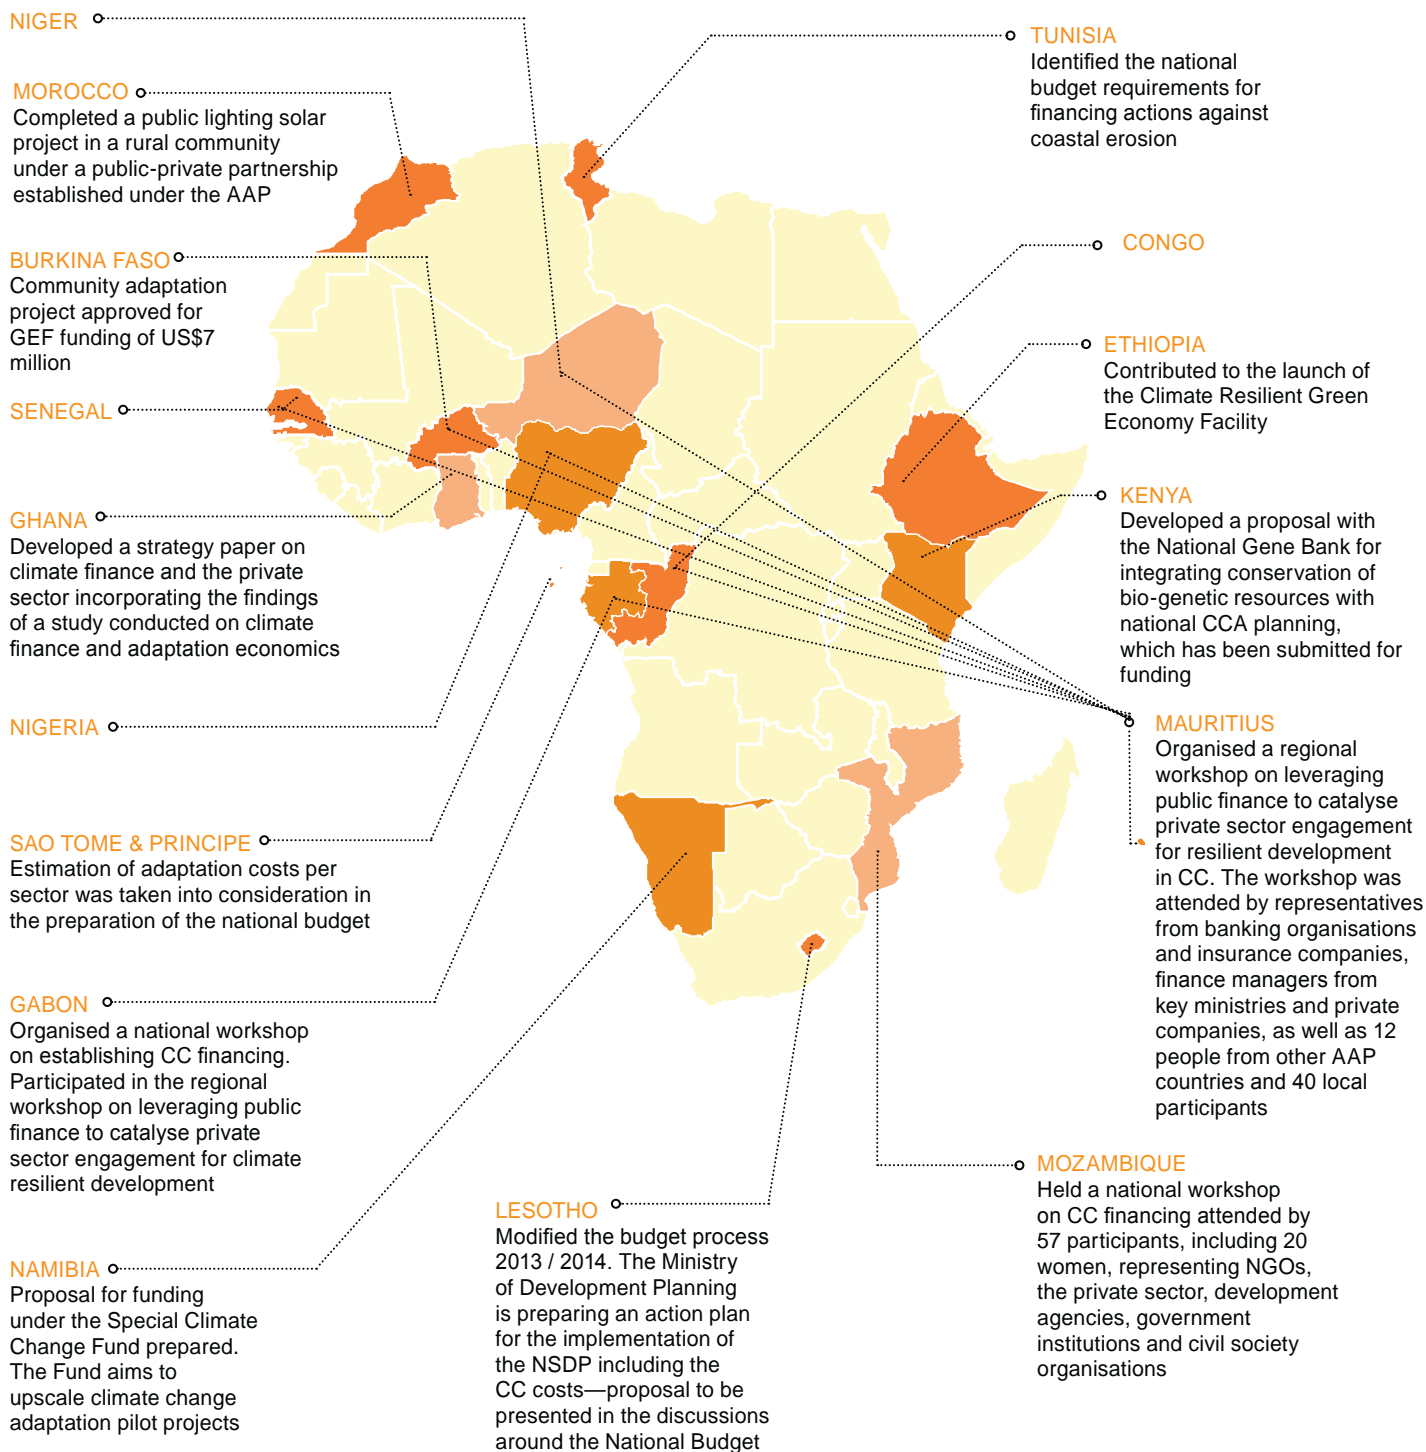 NIGER
MOROCCO
Completed a public lighting solar
project in a rural community
under a public-private partnership
established under the AAP
BURKINA FASO
Community adaptation
project approved for
GEF funding of US$7
million
SENEGAL
GHANA
Developed a strategy paper on
climate finance and the private
sector incorporating the findings
of a study conducted on climate
finance and adaptation economics
NIGERIA
SAO TOME & PRINCIPE
Estimation of adaptation costs per
sector was taken into consideration in
the preparation of the national budget
GABON
Organised a national workshop
on establishing CC financing.
Participated in the regional
workshop on leveraging public
finance to catalyse private
sector engagement for climate
resilient development
NAMIBIA
Proposal for funding
under the Special Climate
Change Fund prepared.
The Fund aims to
upscale climate change
adaptation pilot projects
LESOTHO
Modified the budget process
2013 / 2014. The Ministry
of Development Planning
is preparing an action plan
for the implementation of
the NSDP including the
CC costs—proposal to be
presented in the discussions
around the National Budget
TUNISIA
Identified the national
budget requirements for
financing actions against
coastal erosion
CONGO
ETHIOPIA
Contributed to the launch of
the Climate Resilient Green
Economy Facility
KENYA
Developed a proposal with
the National Gene Bank for
integrating conservation of
bio-genetic resources with
national CCA planning,
which has been submitted for
funding
MAURITIUS
Organised a regional
workshop on leveraging
public finance to catalyse
private sector engagement
for resilient development
in CC. The workshop was
attended by representatives
from banking organisations
and insurance companies,
finance managers from
key ministries and private
companies, as well as 12
people from other AAP
countries and 40 local
participants
MOZAMBIQUE
Held a national workshop
on CC financing attended by
57 participants, including 20
women, representing NGOs,
the private sector, development
agencies, government
institutions and civil society
organisations